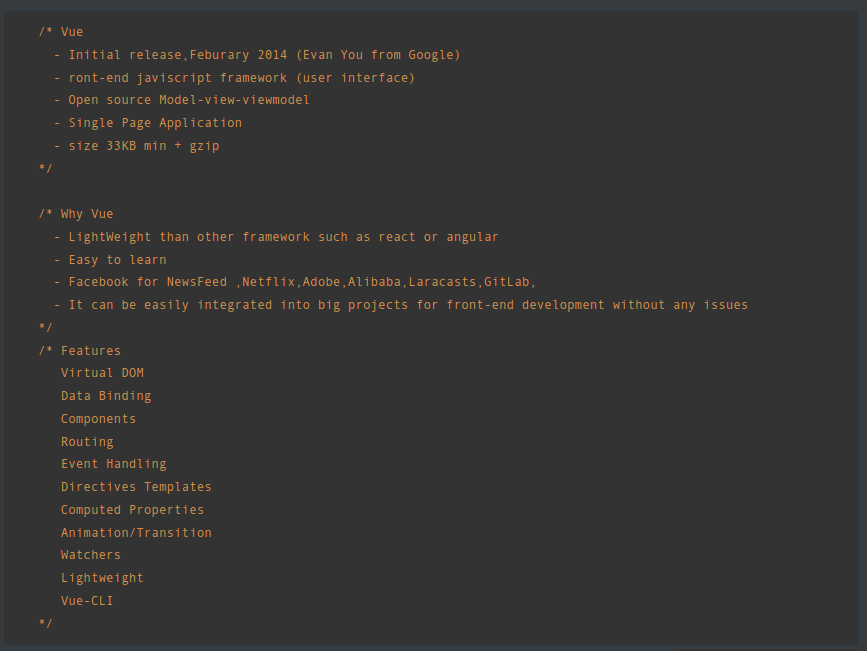 /* Vue
- Initial release,Feburary 2014 (Evan You from Google)
- ront-end javiscript framework (user interface)
- Open source Model-view-viewmodel
- Single Page Application
- size 33KB min + gzip
*/
/* Why Vue
- LightWeight than other framework such as react or angular
- Easy to learn
- Facebook for NewsFeed ,Netflix,Adobe,Alibaba,Laracasts,GitLab,
- It can be easily integrated into big projects for front-end development without any issues
*/
/* Features
Virtual DOM
Data Binding
Components
Routing
Event Handling
Directives Templates
Computed Properties
Animation/Transition
Watchers
Lightweight
Vue-CLI
*/